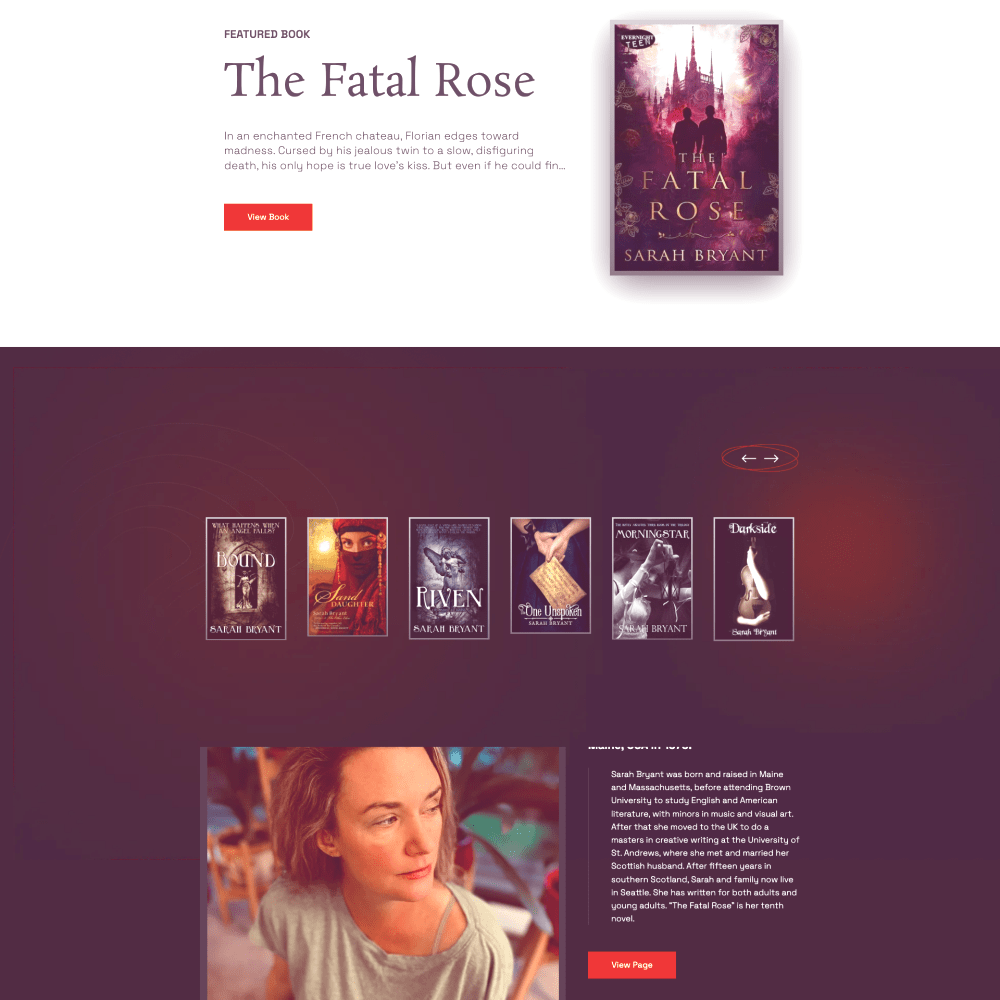 FEATURED BOOK
The Fatal Rose
In an enchanted French chateau, Florian edges toward
madness. Cursed by his jealous twin to a slow, disfiguring
death, his only hope is true love's kiss. But even if he could fin...
View Book
EVERNIGHT
TEEN
THE
FATAL
ROSE
SARAH BRYANT
WHAT HAPPENS WHEN
AN ANGEL FALLS?
BOUND
SARAH BRYANT
Sand
DAUGHTER
Sarah Bryant
RIVEN
SARAH BRYANT
One Unspoken
SARAH BRYANT
MORNINGSTAR
SARAH BRYANT
Darkside
Sarah Bryant
Sarah Bryant was born and raised in Maine
and Massachusetts, before attending Brown
University to study English and American
literature, with minors in music and visual art.
After that she moved to the UK to do a
masters in creative writing at the University of
St. Andrews, where she met and married her
Scottish husband. After fifteen years in
southern Scotland, Sarah and family now live
in Seattle. She has written for both adults and
young adults. "The Fatal Rose" is her tenth
novel.
View Page